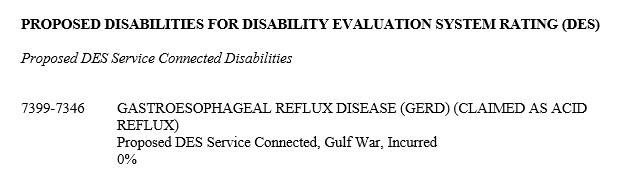 PROPOSED DISABILITIES FOR DISABILITY EVALUATION SYSTEM RATING (DES)
Proposed DES Service Connected Disabilities
7399-7346 GASTROESOPHAGEAL REFLUX DISEASE (GERD) (CLAIMED AS ACID
REFLUX)
Proposed DES Service Connected, Gulf War, Incurred
0%